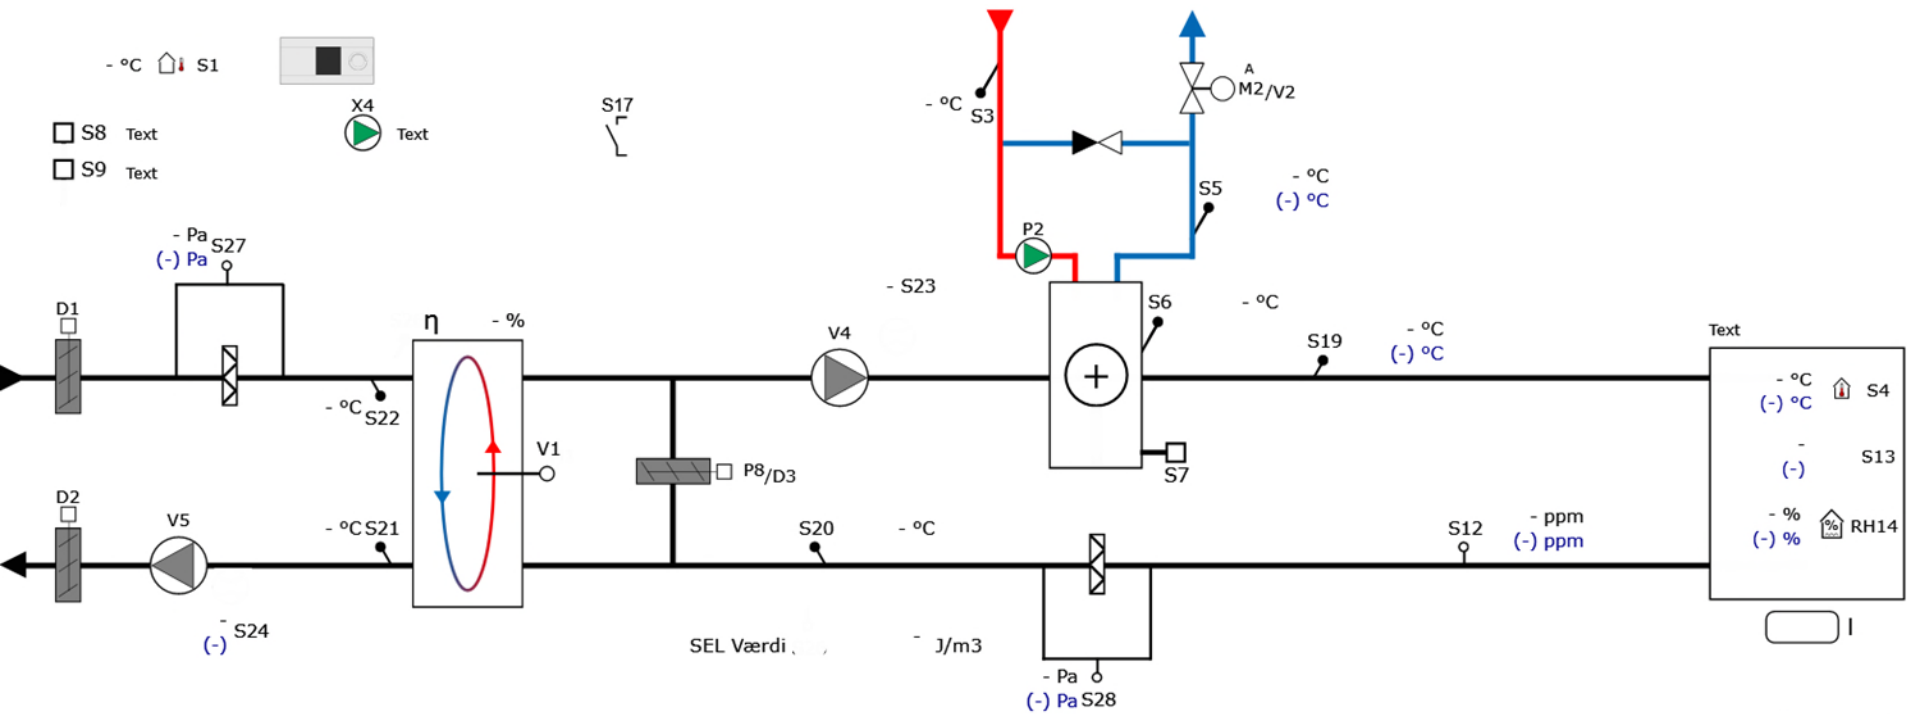 - °C S1
X4
Text
S17
S8 Text
S9 Text
- °C
S3
A
M2/V2
S5
- °C
(-) °C
P2
- Pa
(-) Pa
S27
- S23
D1
η - %
V4
S6 - °C
S19
- °C
(-) °C
Text
- °C
(-) °C
S4
- °C
S22
V1
P8/D3
S7
-
(-)
S13
D2
V5
- °C S21
S20 - °C
S12
- ppm
(-) ppm
- %
(-) %
%
RH14
-
(-)
S24
SEL Værdi - J/m3
I
- Pa
(-) Pa
S28